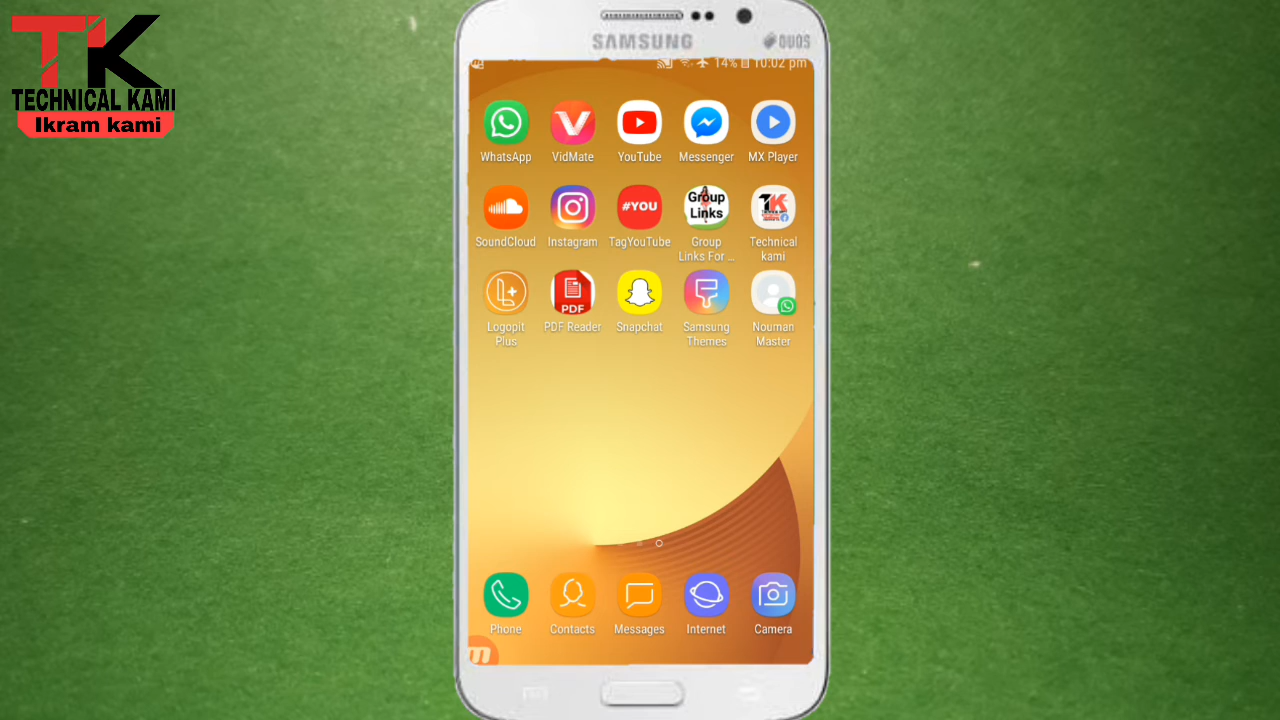 TK
TECHNICAL KAMI
Ikram kami
SAMSUNG
DUOS
14% 10:02 pm
WhatsApp
VidMate
YouTube
Messenger
MX Player
#YOU
Group
Links
TK
SoundCloud
Instagram
TagYouTube
Group
Links For ...
Technical
kami
PDF
Logopit
Plus
PDF Reader
Snapchat
Samsung
Themes
Nouman
Master
Phone
Contacts
Messages
Internet
Camera